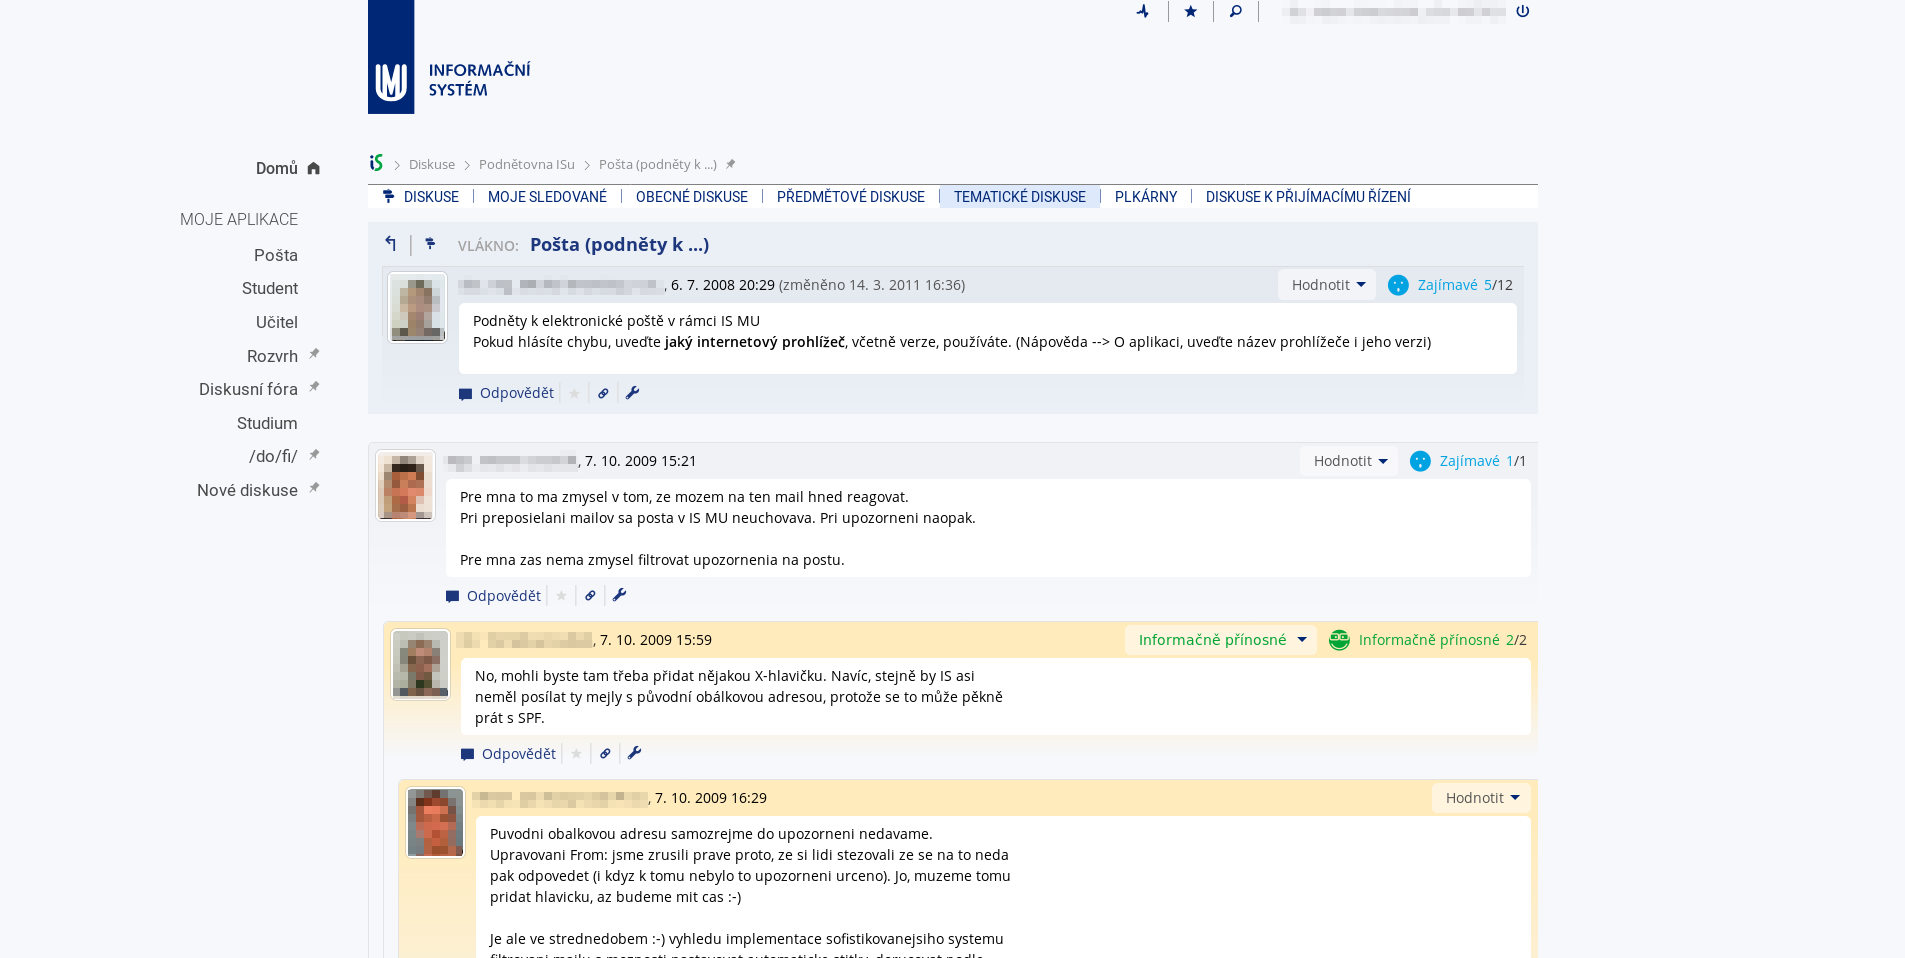 INFORMAČNÍ
SYSTÉM
Domů
MOJE APLIKACE
Pošta
Student
Učitel
Rozvrh
Diskusní fóra
Studium
/do/fi/
Nové diskuse
iS Diskuse Podnětovna ISu Pošta (podněty k ...)
DISKUSE MOJE SLEDOVANÉ OBECNÉ DISKUSE PŘEDMĚTOVÉ DISKUSE TEMATICKÉ DISKUSE PLKÁRNY DISKUSE K PŘIJÍMACÍMU ŘÍZENÍ
VLÁKNO: Pošta (podněty k ...)
, 6. 7. 2008 20:29 (změněno 14. 3. 2011 16:36) Hodnotit Zajímavé 5/12
Podněty k elektronické poště v rámci IS MU
Pokud hlásíte chybu, uveďte jaký internetový prohlížeč, včetně verze, používáte. (Nápověda --> O aplikaci, uveďte název prohlížeče i jeho verzi)
Odpovědět
, 7. 10. 2009 15:21 Hodnotit Zajímavé 1/1
Pre mna to ma zmysel v tom, ze mozem na ten mail hned reagovat.
Pri preposielani mailov sa posta v IS MU neuchovava. Pri upozorneni naopak.
Pre mna zas nema zmysel filtrovat upozornenia na postu.
Odpovědět
, 7. 10. 2009 15:59 Informačně přínosné Informačně přínosné 2/2
No, mohli byste tam třeba přidat nějakou X-hlavičku. Navíc, stejně by IS asi
neměl posílat ty mejly s původní obálkovou adresou, protože se to může pěkně
prát s SPF.
Odpovědět
, 7. 10. 2009 16:29 Hodnotit
Puvodni obalkovou adresu samozrejme do upozorneni nedavame.
Upravovani From: jsme zrusili prave proto, ze si lidi stezovali ze se na to neda
pak odpovedet (i kdyz k tomu nebylo to upozorneni urceno). Jo, muzeme tomu
pridat hlavicku, az budeme mit cas :-)
Je ale ve strednedobem :-) vyhledu implementace sofistikovanejsiho systemu